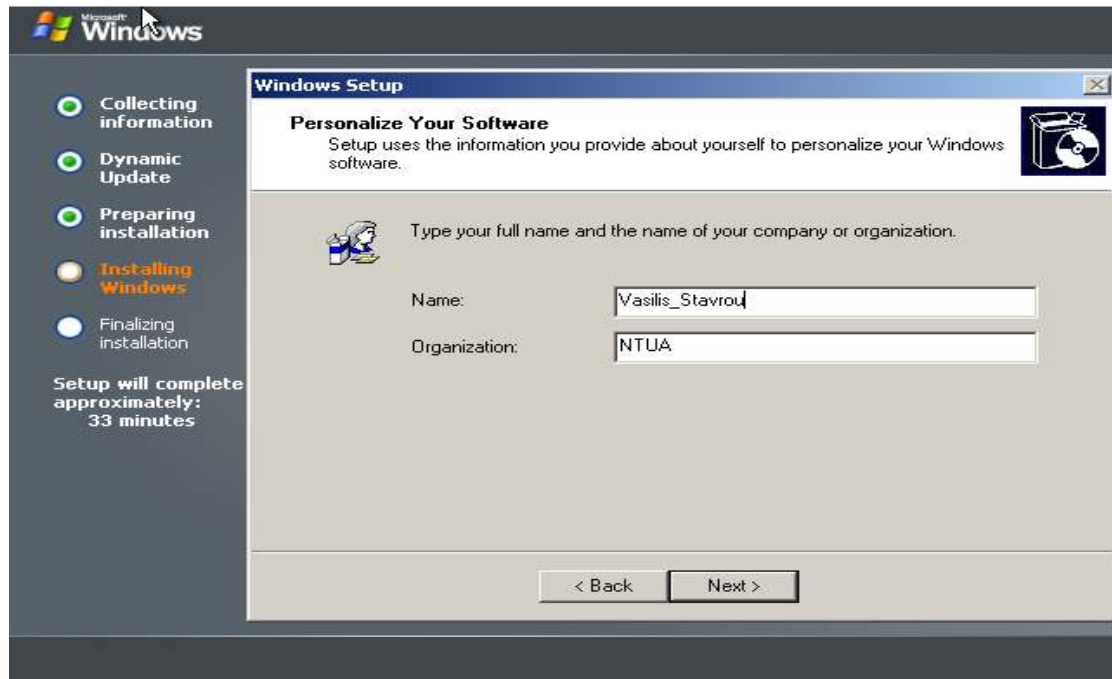 Microsoft
Windows
Collecting
information
Dynamic
Update
Preparing
installation
Installing
Windows
Finalizing
installation
Setup will complete
approximately:
33 minutes
Windows Setup
Personalize Your Software
Setup uses the information you provide about yourself to personalize your Windows
software.
Type your full name and the name of your company or organization.
Name: Vasilis_Stavrou
Organization: NTUA
< Back Next >